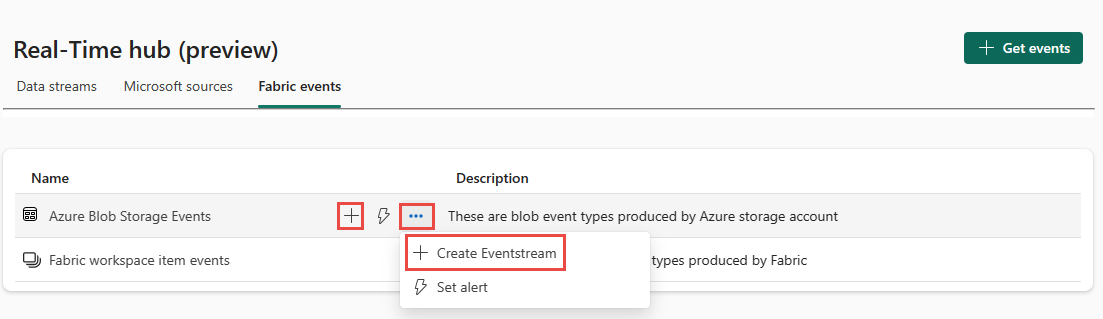 Real-Time hub (preview)
Get events
Data streams Microsoft sources Fabric events
Name Description
Azure Blob Storage Events These are blob event types produced by Azure storage account
Create Eventstream
Fabric workspace item events types produced by Fabric
Set alert